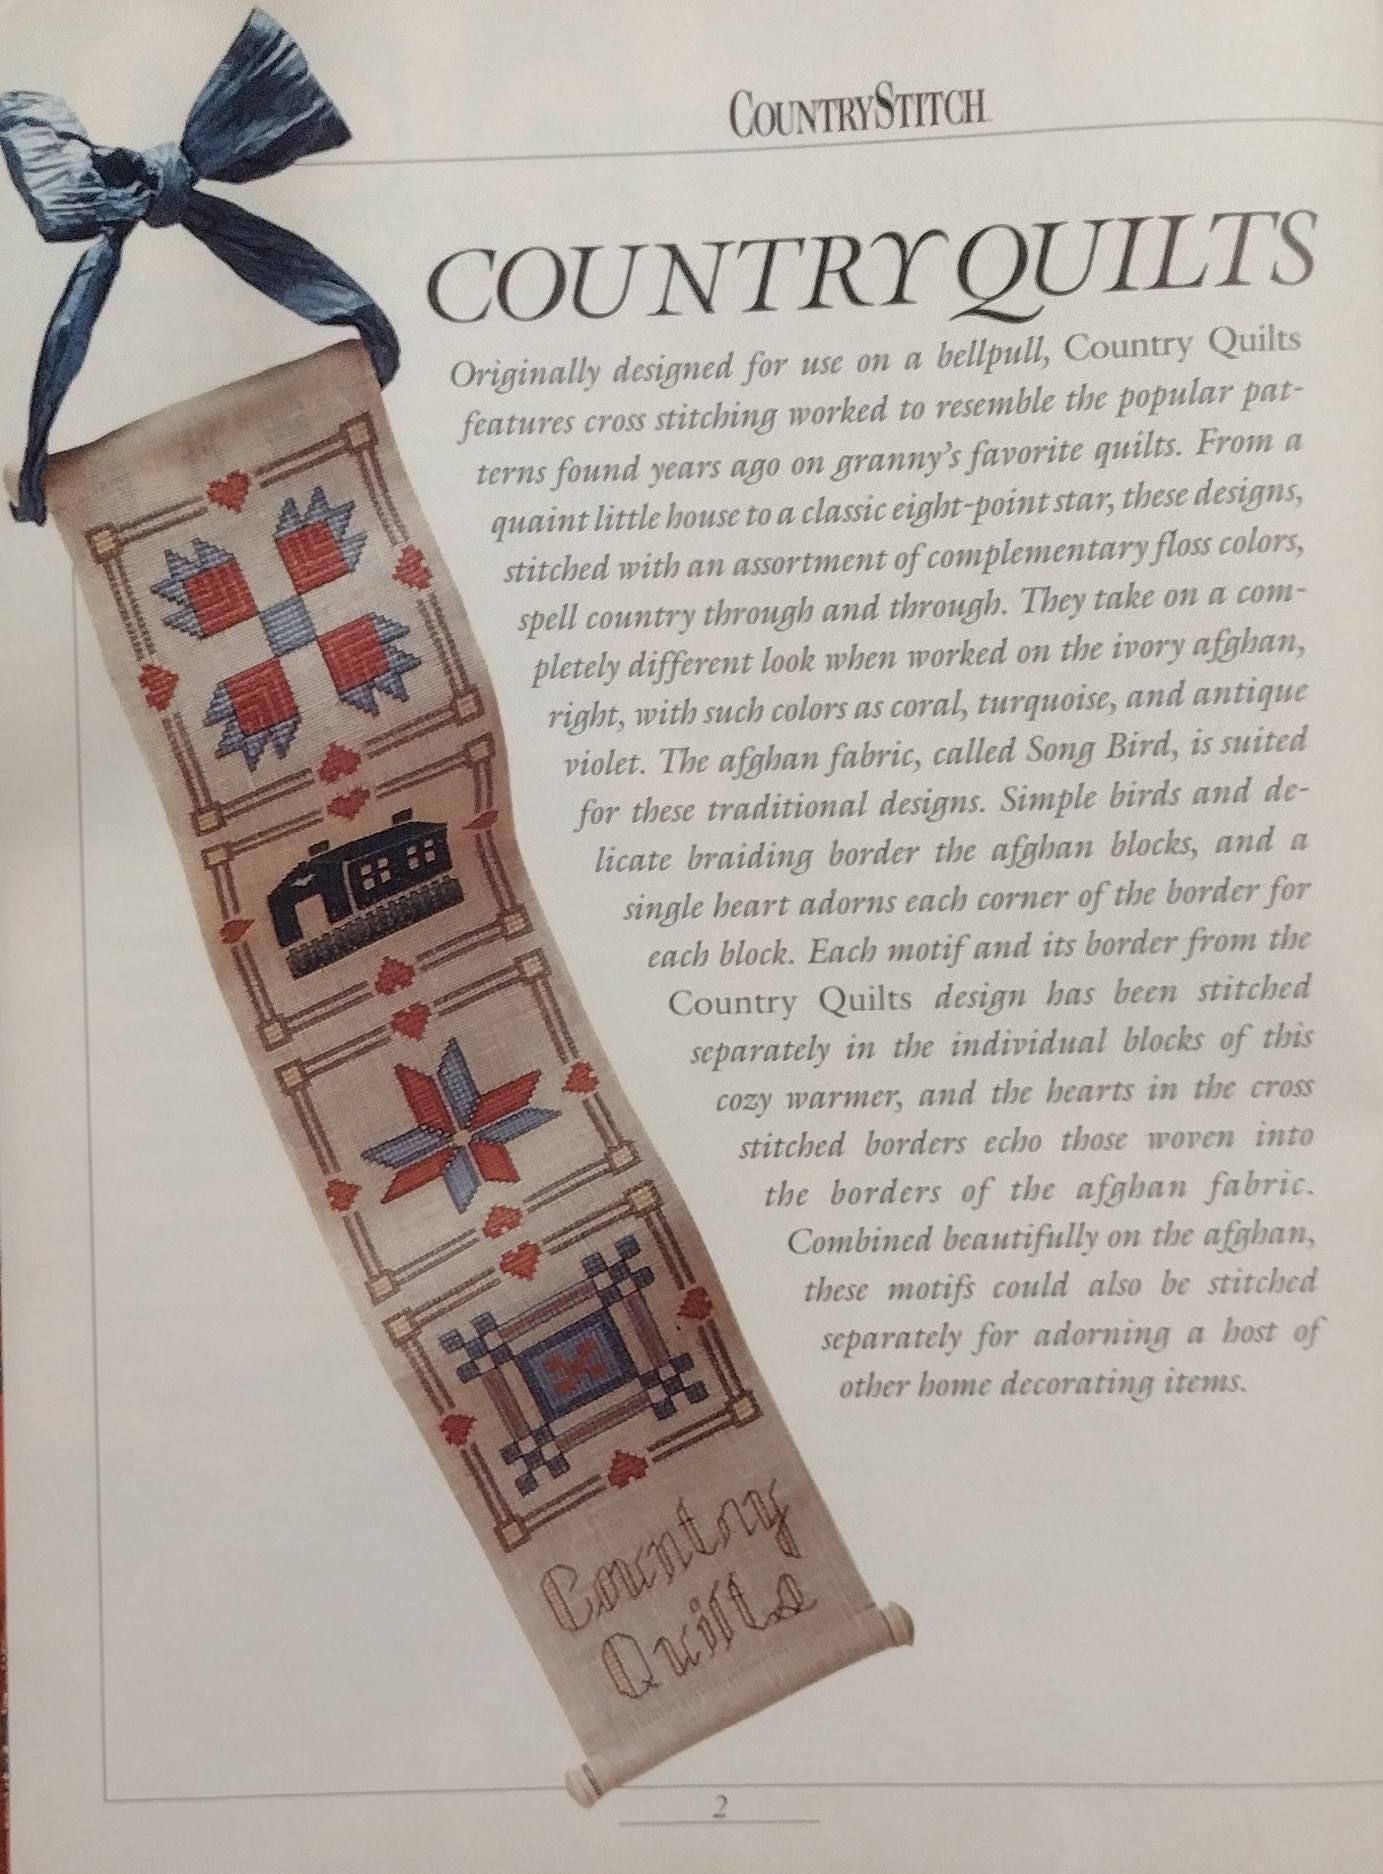 COUNTRYSTITCH
COUNTRY QUILTS
Originally designed for use on a bellpull, Country Quilts
features cross stitching worked to resemble the popular pat-
terns found years ago on granny's favorite quilts. From a
quaint little house to a classic eight-point star, these designs,
stitched with an assortment of complementary floss colors,
spell country through and through. They take on a com-
pletely different look when worked on the ivory afghan,
right, with such colors as coral, turquoise, and antique
violet. The afghan fabric, called Song Bird, is suited
for these traditional designs. Simple birds and de-
licate braiding border the afghan blocks, and a
single heart adorns each corner of the border for
each block. Each motif and its border from the
Country Quilts design has been stitched
separately in the individual blocks of this
cozy warmer, and the hearts in the cross
stitched borders echo those woven into
the borders of the afghan fabric.
Combined beautifully on the afghan,
these motifs could also be stitched
separately for adorning a host of
other home decorating items.
Country
Quilts
2